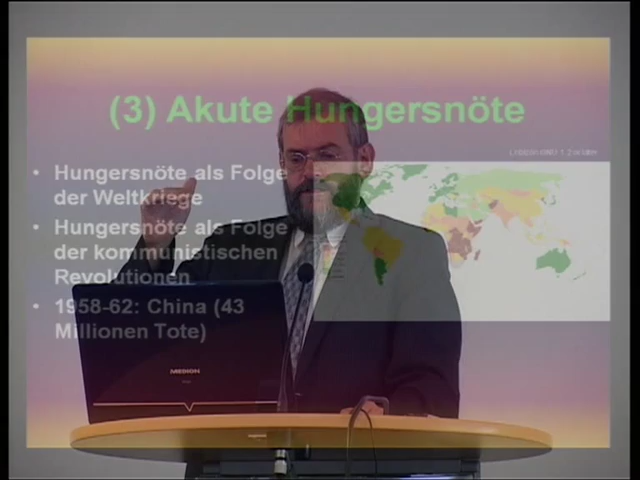 (3) Akute Hungersnöte
• Hungersnöte als Folge
der Weltkriege
• Hungersnöte als Folge
der kommunistischen
Revolutionen
• 1958-62: China (43
Millionen Tote)
MEDION